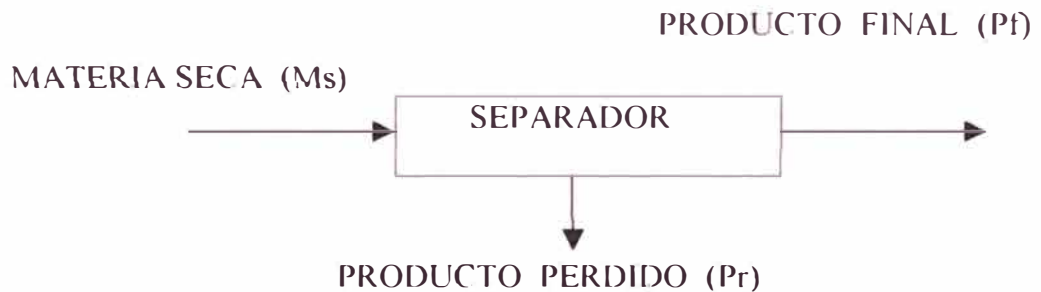 PRODUCTO FINAL (Pf)
MATERIA SECA (Ms)
SEPARADOR
PRODUCTO PERDIDO (Pr)